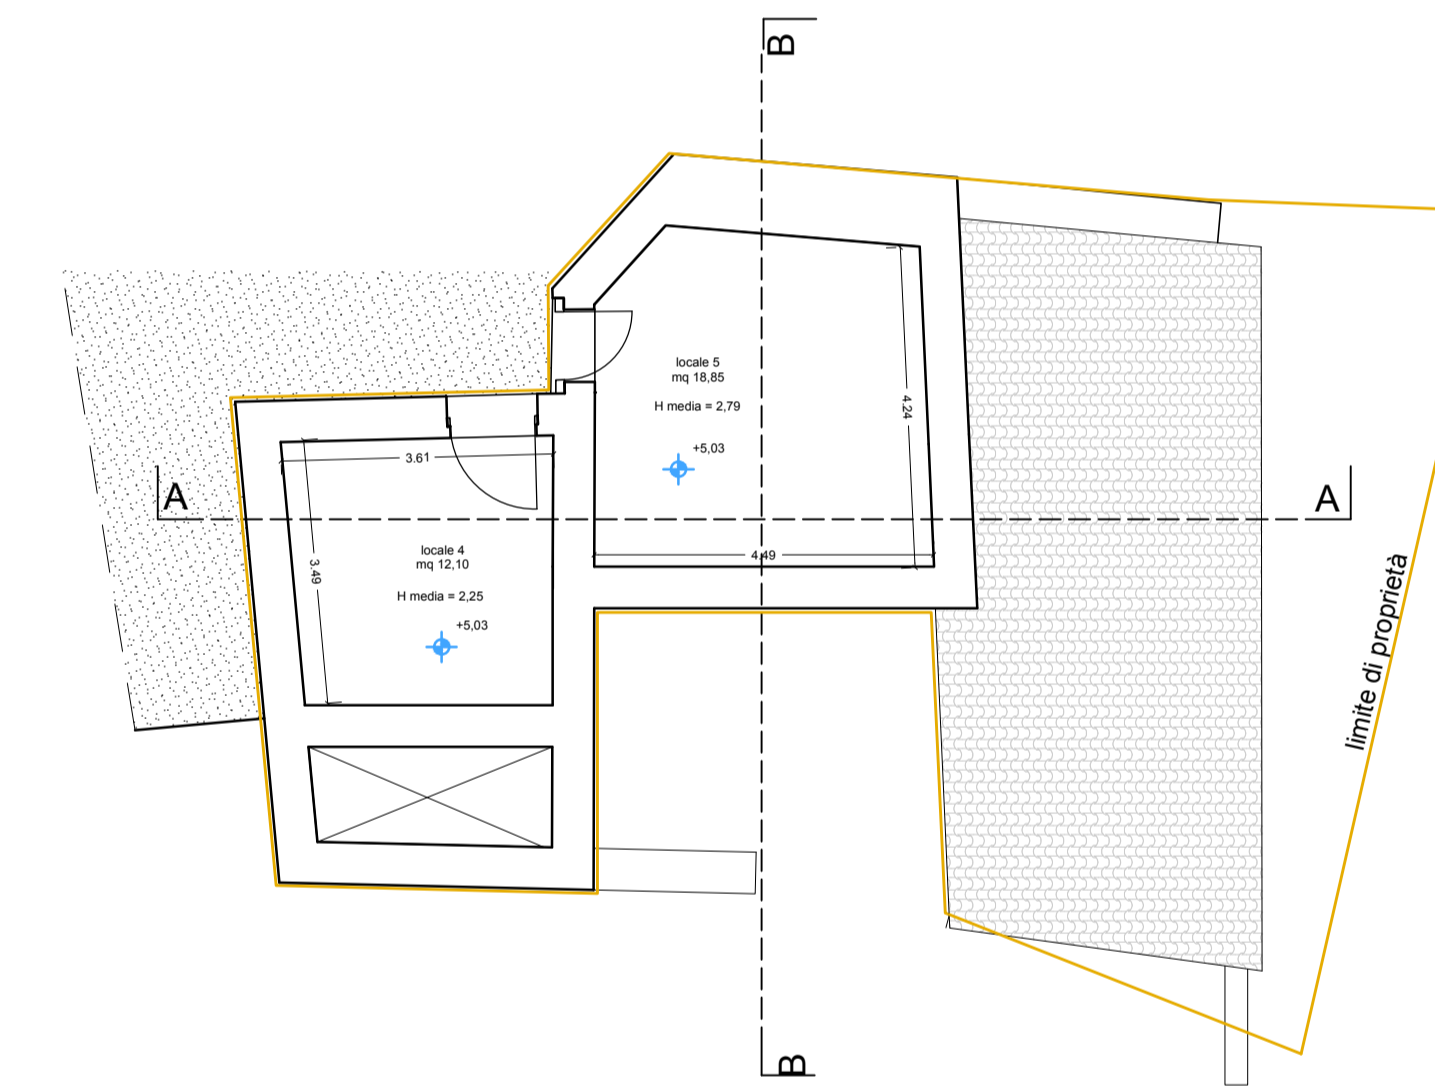 B
locale 5
mq 18,85
H media = 2,79
+5,03
4.24
4.49
3.61
A
A
locale 4
mq 12,10
H media = 2,25
+5,03
3.49
limite di proprietà
B